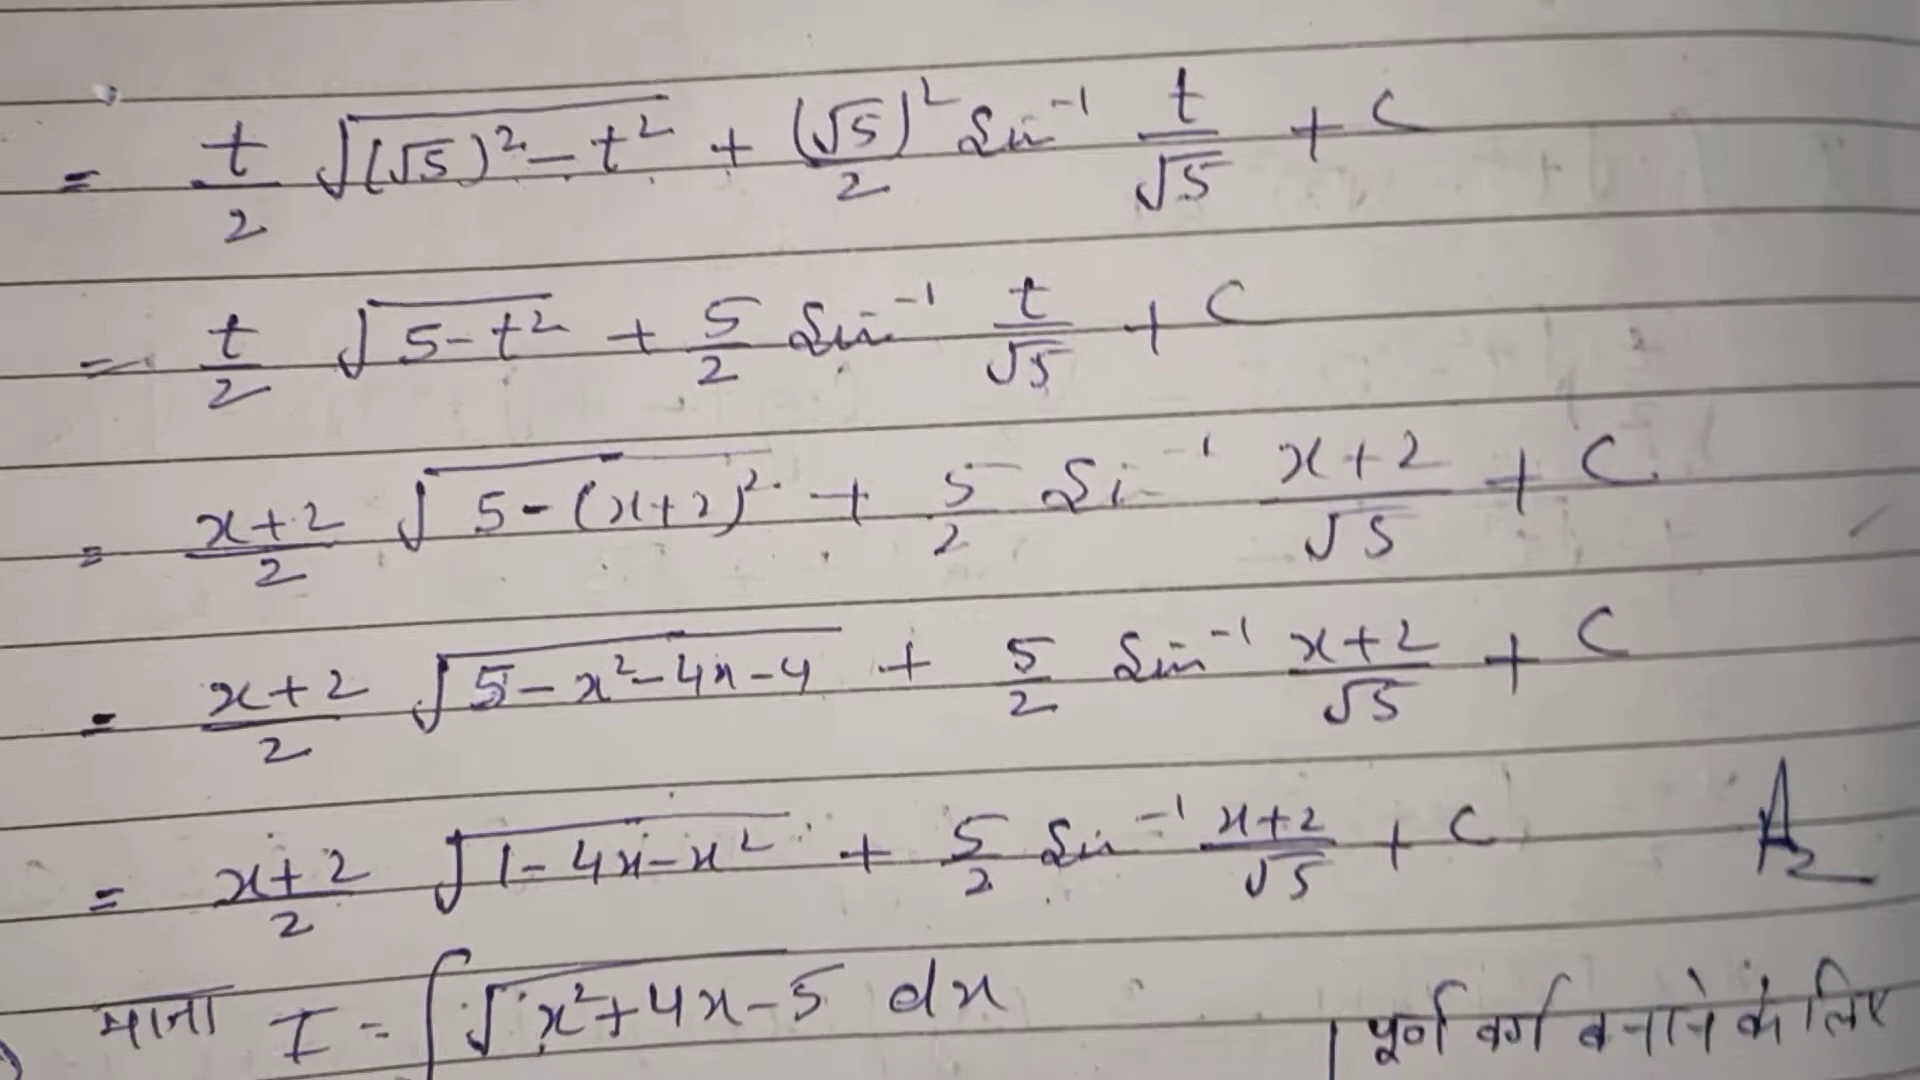 = t/2 √((√5)² - t²) + (√5)²/2 Sin⁻¹ t/√5 + C
= t/2 √(5-t²) + 5/2 Sin⁻¹ t/√5 + C
= x+2/2 √(5-(x+2)²) + 5/2 Si⁻¹ x+2/√5 + C
= x+2/2 √(5-x²-4x-4) + 5/2 Sin⁻¹ x+2/√5 + C
= x+2/2 √(1-4x-x²) + 5/2 Sin⁻¹ x+2/√5 + C
माना I = ∫√(x²+4x-5) dx पूर्ण वर्ग बनाने के लिए